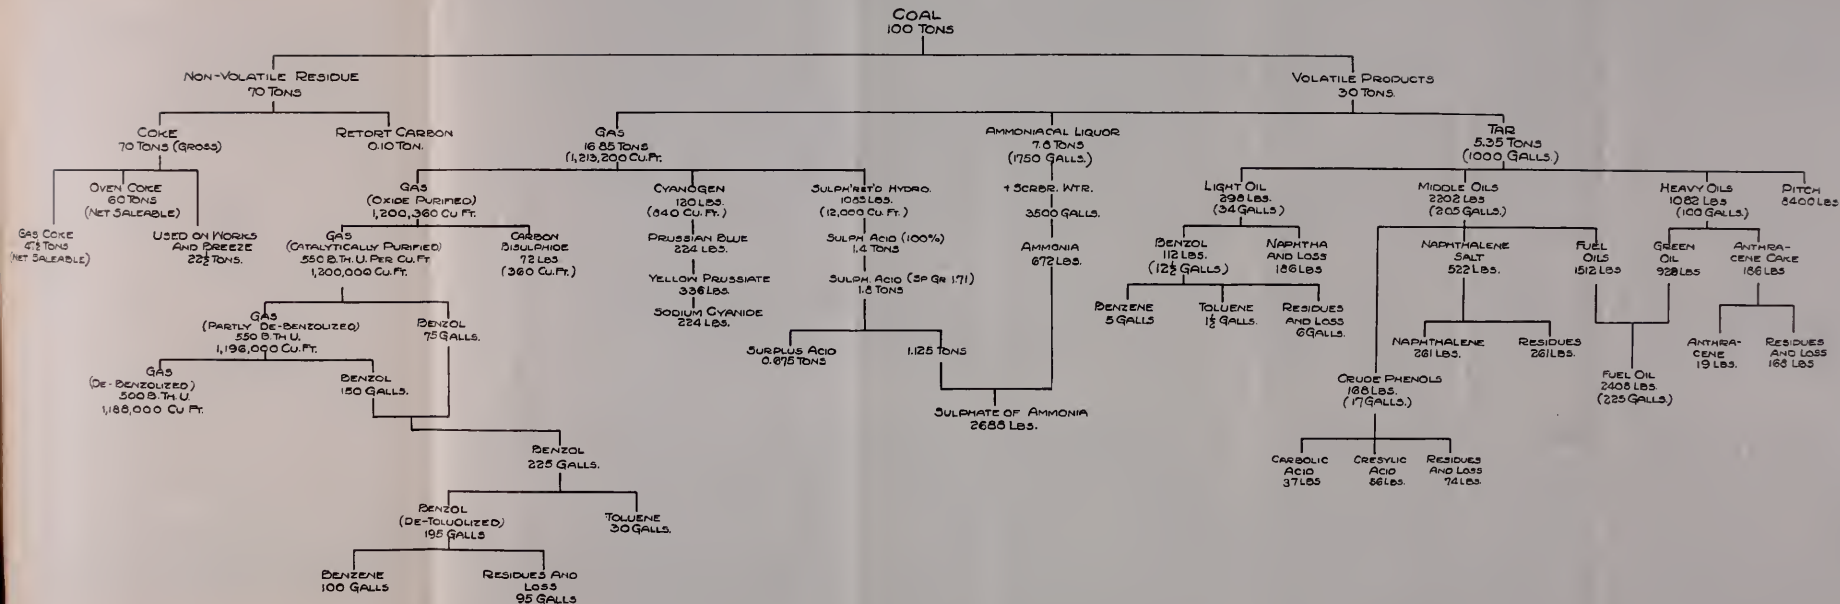 COAL
100 TONS
NON-VOLATILE RESIDUE
70 TONS
VOLATILE PRODUCTS
30 TONS.
COKE
70 TONS (GROSS)
RETORT CARBON
0.10 TON.
GAS
16.85 TONS
(1,213,200 CU.FT.
AMMONIACAL LIQUOR
7.8 TONS
(1750 GALLS.)
TAR
5.35 TONS
(1000 GALLS.)
GAS COKE
TONS
(NET SALEABLE)
OVEN COKE
60 TONS
(NET SALEABLE)
USED ON WORKS
AND BREEZE
22½ TONS.
GAS
(OXIDE PURIFIED)
1,200,360 CU FT.
CYANOGEN
120 LBS.
(840 CU. FT.)
SULPH'RET'D HYDRO.
1085 LBS.
(12,000 CU. FT.)
+ SCRBR. WTR.
3500 GALLS.
LIGHT OIL
298 LBS.
(34 GALLS)
MIDDLE OILS
2202 LBS
(205 GALLS.)
HEAVY OILS
1082 LBS
(100 GALLS.)
PITCH
8400 LBS
GAS
(CATALYTICALLY PURIFIED)
550 B.TH.U. PER CU.FT
1,200,000 CU.FT.
CARBON
BISULPHIDE
72 LBS
(360 CU.FT.)
PRUSSIAN BLUE
224 LBS.
YELLOW PRUSSIATE
336 LBS.
SODIUM CYANIDE
224 LBS.
SULPH ACID (100%)
1.4 TONS
SULPH. ACID (SP GR 1.71)
1.8 TONS
AMMONIA
672 LBS.
BENZOL
112 LBS.
(12½ GALLS)
NAPHTHA
AND LOSS
186 LBS
NAPHTHALENE
SALT
522 LBS.
FUEL
OILS
1512 LBS
GREEN
OIL
928 LBS
ANTHRA-
CENE CAKE
186 LBS
GAS
(PARTLY DE-BENZOLIZED)
550 B.TH U.
1,196,000 CU.FT.
BENZOL
75 GALLS.
BENZENE
5 GALLS
TOLUENE
1½ GALLS.
RESIDUES
AND LOSS
6 GALLS.
SURPLUS ACID
0.675 TONS
1.125 TONS
NAPHTHALENE
261 LBS.
RESIDUES
261 LBS.
ANTHRA-
CENE
19 LBS.
RESIDUES
AND LOSS
168 LBS
GAS
(DE-BENZOLIZED)
500 B.TH.U.
1,188,000 CU FT.
BENZOL
150 GALLS.
CRUDE PHENOLS
168 LBS.
(17 GALLS.)
FUEL OIL
2408 LBS.
(225 GALLS.)
SULPHATE OF AMMONIA
2688 LBS.
BENZOL
225 GALLS.
CARBOLIC
ACID
37 LBS
CRESYLIC
ACID
56 LBS.
RESIDUES
AND LOSS
74 LBS.
BENZOL
(DE-TOLUOLIZED)
195 GALLS
TOLUENE
30 GALLS.
BENZENE
100 GALLS
RESIDUES AND
LOSS
95 GALLS